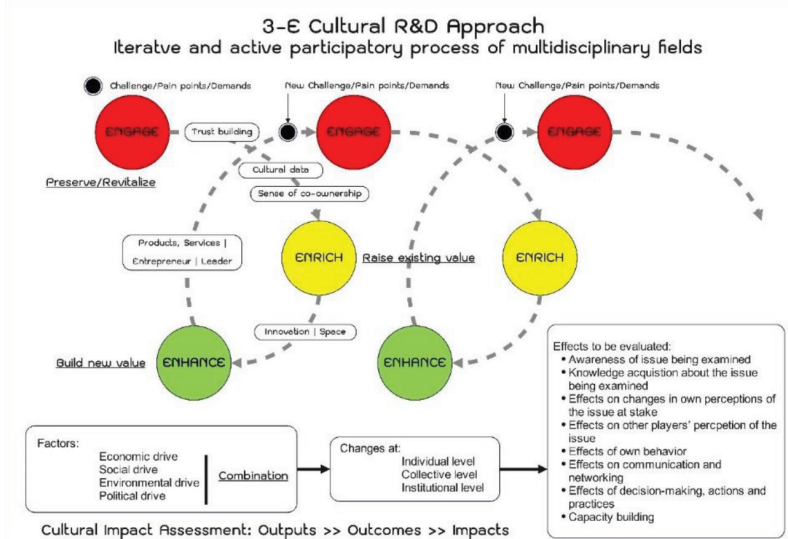 3-E Cultural R&D Approach
Iteratve and active participatory process of multidisciplinary fields
Challenge/Pain points/Demands
New Challenge/Pain points/Demands
New Challenge/Pain points/Demands
ENGAGE
Trust building
ENGAGE
ENGAGE
Cultural data
Preserve/Revitalize
Sense of co-ownership
Products, Services |
Entrepreneur | Leader
ENRICH
Raise existing value
ENRICH
Innovation | Space
Build new value
ENHANCE
ENHANCE
Effects to be evaluated:
• Awareness of issue being examined
• Knowledge acquistion about the issue
being examined
• Effects on changes in own perceptions
of the issue at stake
• Effects on other players' percpetion of the
issue
• Effects of own behavior
• Effects on communication and
networking
• Effects of decision-making, actions and
practices
• Capacity building
Factors:
Economic drive
Social drive
Environmental drive
Political drive
Combination
Changes at:
Individual level
Collective level
Institutional level
Cultural Impact Assessment: Outputs >> Outcomes >> Impacts